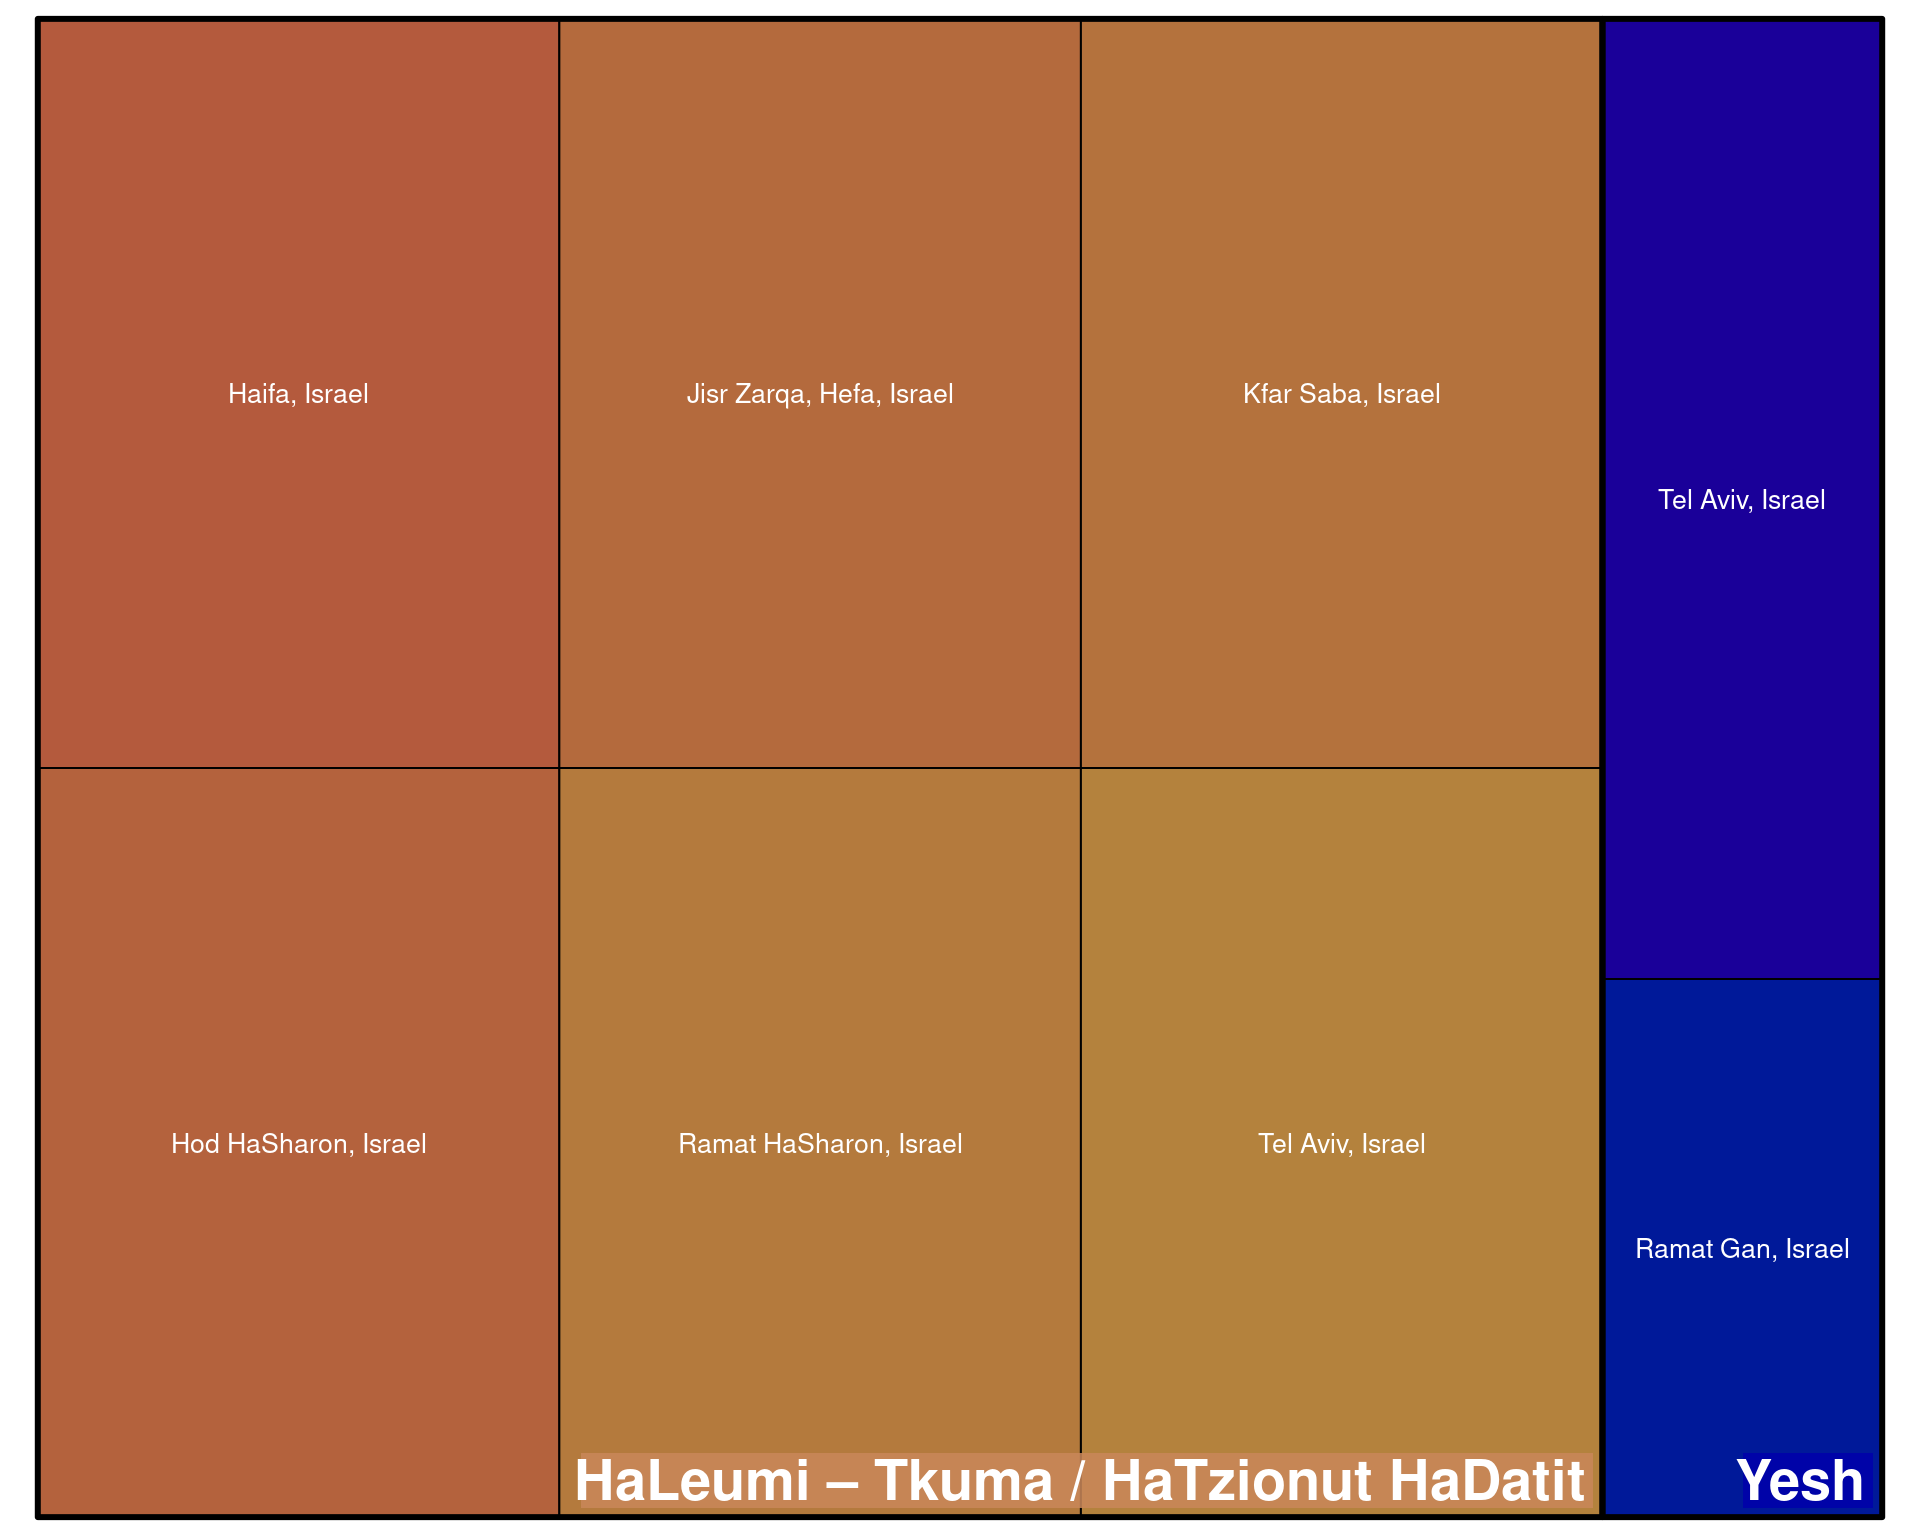 Haifa, Israel
Jisr Zarqa, Hefa, Israel
Kfar Saba, Israel
Tel Aviv, Israel
Hod HaSharon, Israel
Ramat HaSharon, Israel
Tel Aviv, Israel
Ramat Gan, Israel
HaLeumi – Tkuma / HaTzionut HaDatit
Yesh